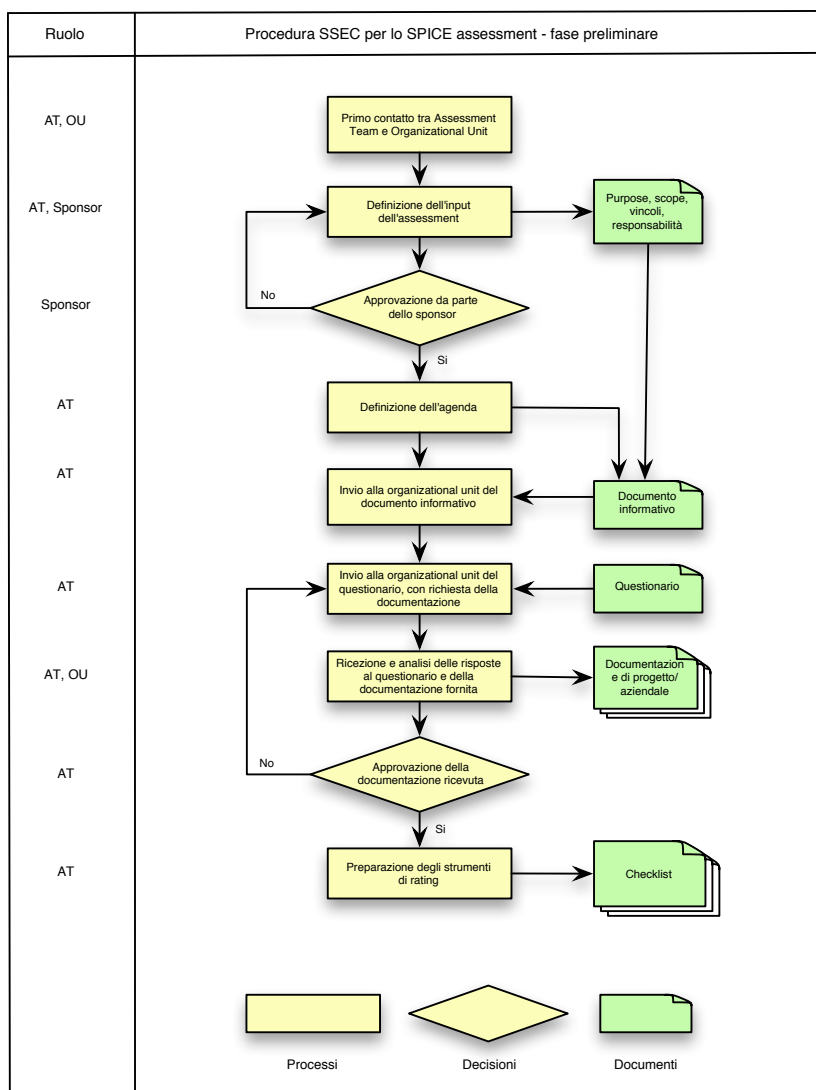 Ruolo
Procedura SSEC per lo SPICE assessment - fase preliminare
AT, OU
Primo contatto tra Assessment
Team e Organizational Unit
AT, Sponsor
Definizione dell'input
dell'assessment
Purpose, scope,
vincoli,
responsabilità
Sponsor
No
Approvazione da parte
dello sponsor
Si
AT
Definizione dell'agenda
AT
Invio alla organizational unit del
documento informativo
Documento
informativo
AT
Invio alla organizational unit del
questionario, con richiesta della
documentazione
Questionario
AT, OU
Ricezione e analisi delle risposte
al questionario e della
documentazione fornita
Documentazion
e di progetto/
aziendale
AT
No
Approvazione della
documentazione ricevuta
Si
AT
Preparazione degli strumenti
di rating
Checklist
Processi
Decisioni
Documenti